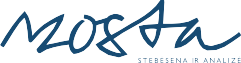 mosta
STEBĖSENA IR ANALIZĖ